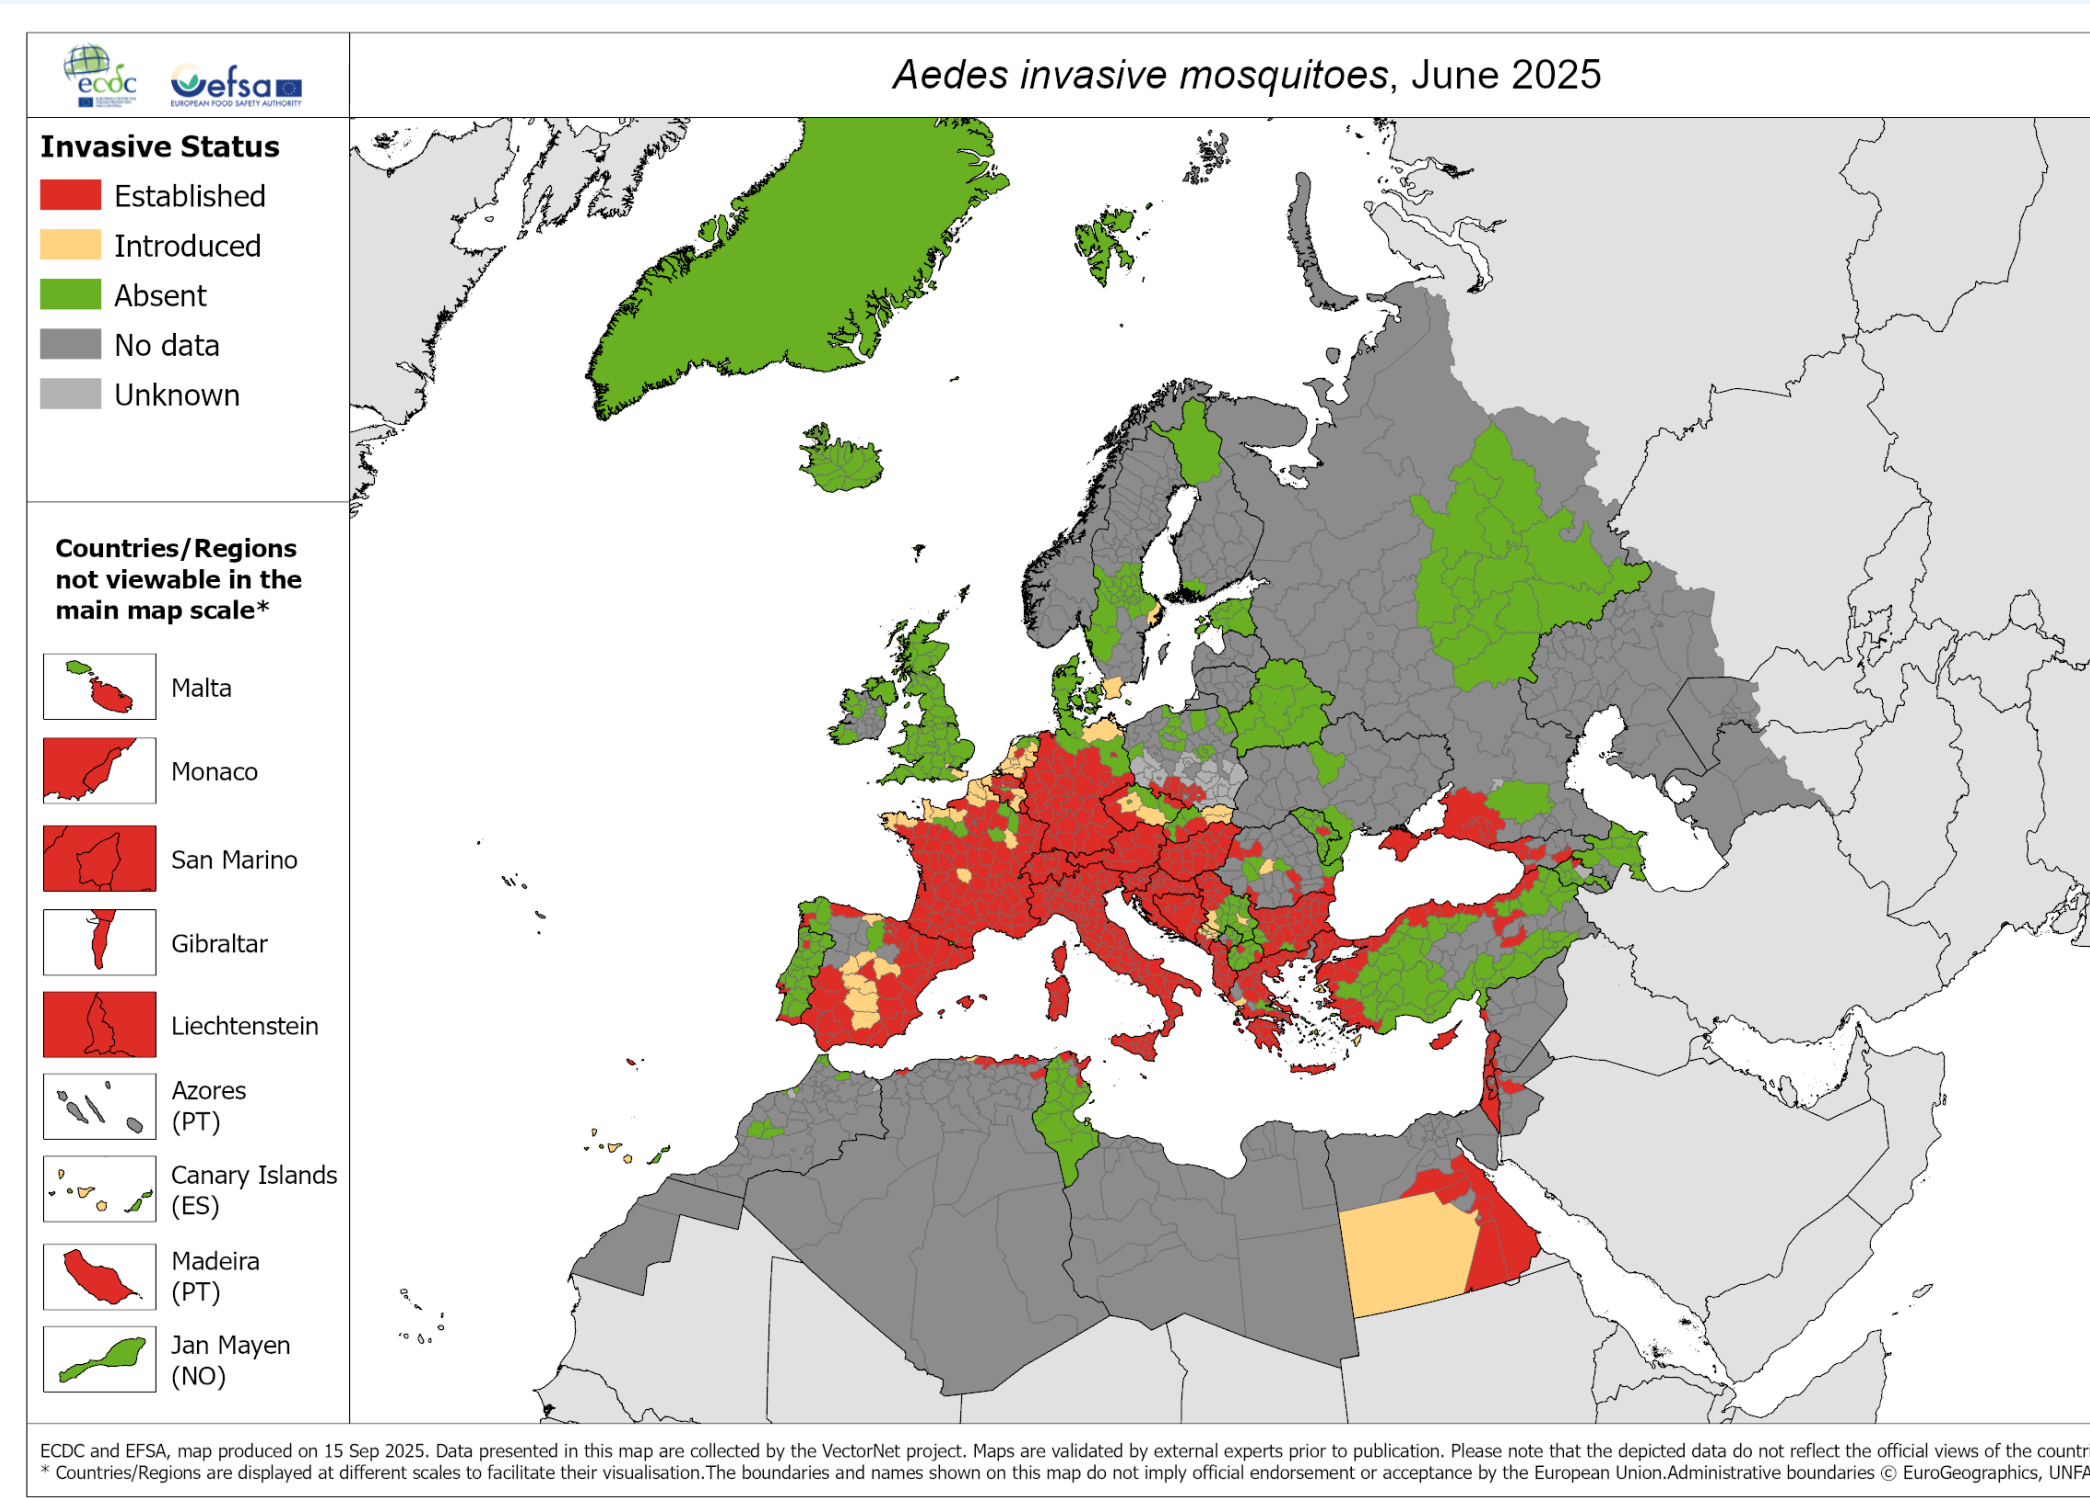 ecdc
efsa
EUROPEAN FOOD SAFETY AUTHORITY
Aedes invasive mosquitoes, June 2025
Invasive Status
Established
Introduced
Absent
No data
Unknown
Countries/Regions
not viewable in the
main map scale*
Malta
Monaco
San Marino
Gibraltar
Liechtenstein
Azores
(PT)
Canary Islands
(ES)
Madeira
(PT)
Jan Mayen
(NO)
ECDC and EFSA, map produced on 15 Sep 2025. Data presented in this map are collected by the VectorNet project. Maps are validated by external experts prior to publication. Please note that the depicted data do not reflect the official views of the countri
* Countries/Regions are displayed at different scales to facilitate their visualisation.The boundaries and names shown on this map do not imply official endorsement or acceptance by the European Union.Administrative boundaries © EuroGeographics, UNFA